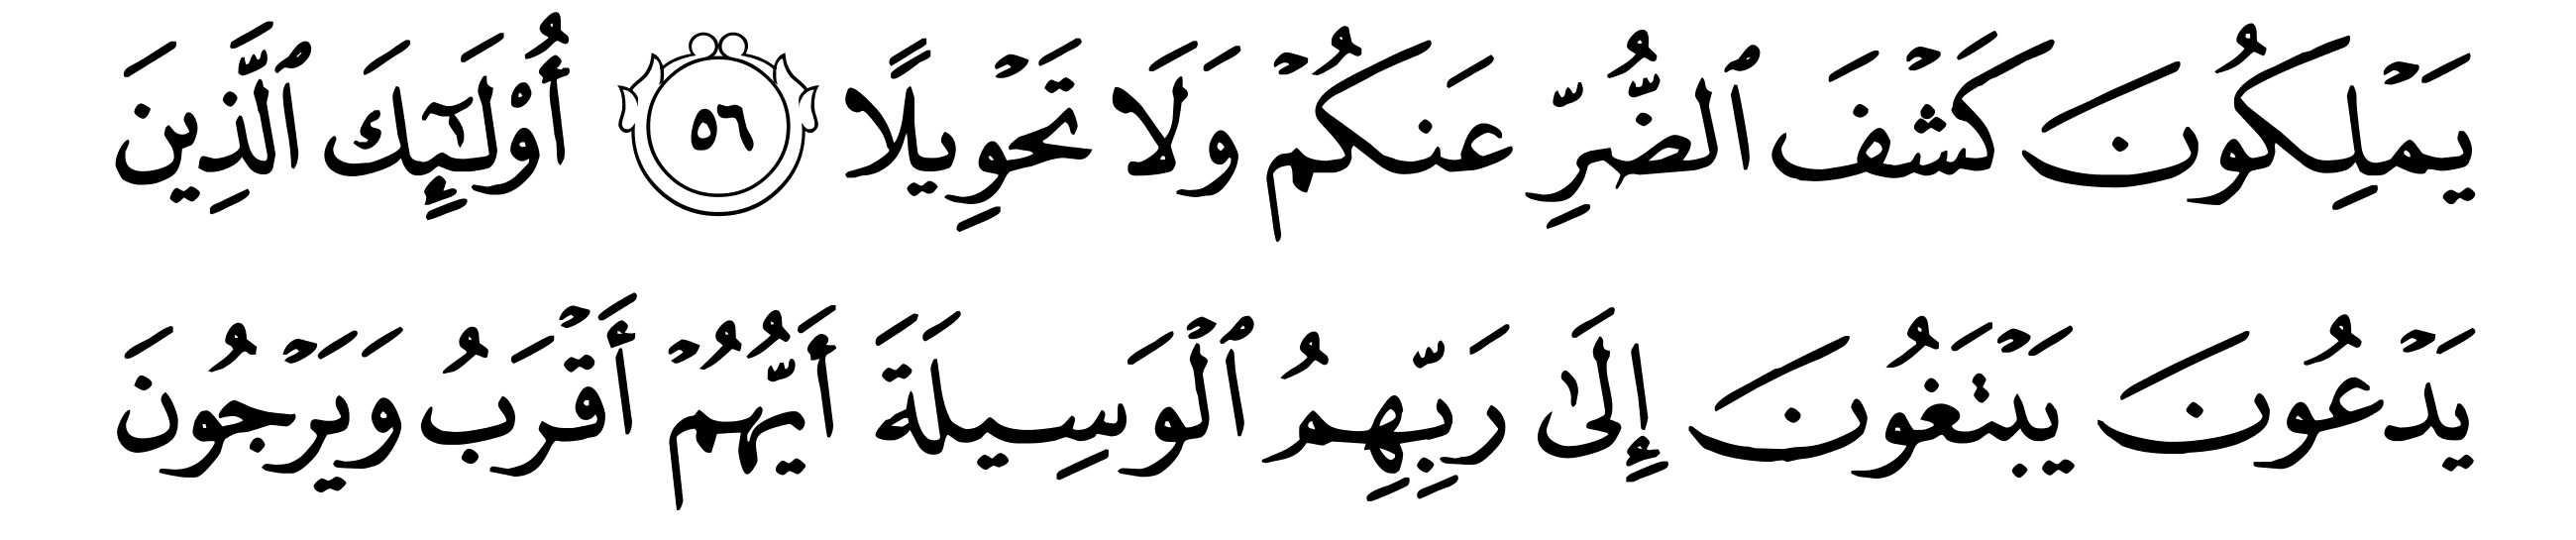 يَمۡلِكُونَ كَشۡفَ ٱلضُّرِّ عَنكُمۡ وَلَا تَحۡوِيلًا ٥٦ أُوْلَـٰٓئِكَ ٱلَّذِينَ
يَدۡعُونَ يَبۡتَغُونَ إِلَىٰ رَبِّهِمُ ٱلۡوَسِيلَةَ أَيُّهُمۡ أَقۡرَبُ وَيَرۡجُونَ